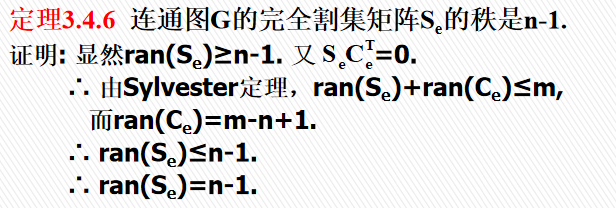 定理3.4.6 连通图G的完全割集矩阵Sₑ的秩是n-1.
证明: 显然ran(Sₑ)≥n-1. 又 SₑCₑᵀ=0.
∴ 由Sylvester定理，ran(Sₑ)+ran(Cₑ)≤m,
而ran(Cₑ)=m-n+1.
∴ ran(Sₑ)≤n-1.
∴ ran(Sₑ)=n-1.